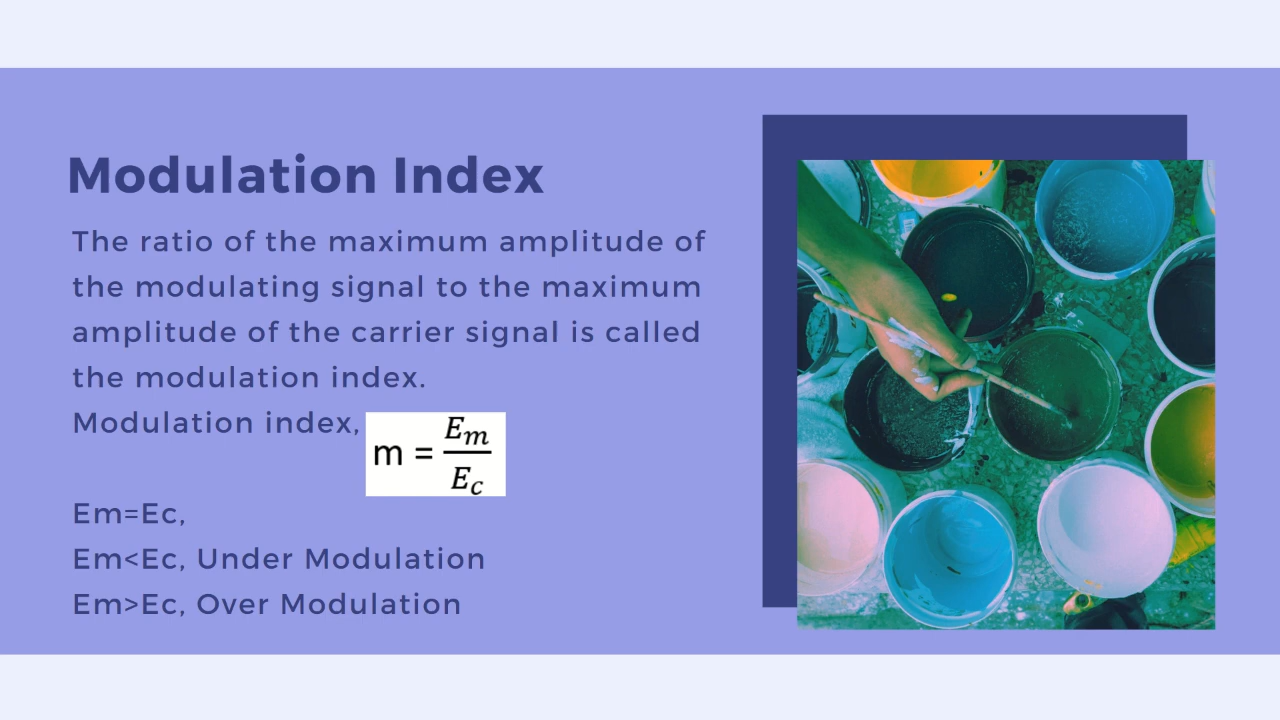 Modulation Index
The ratio of the maximum amplitude of
the modulating signal to the maximum
amplitude of the carrier signal is called
the modulation index.
Modulation index, m = Em/Ec
Em=Ec,
Em<Ec, Under Modulation
Em>Ec, Over Modulation